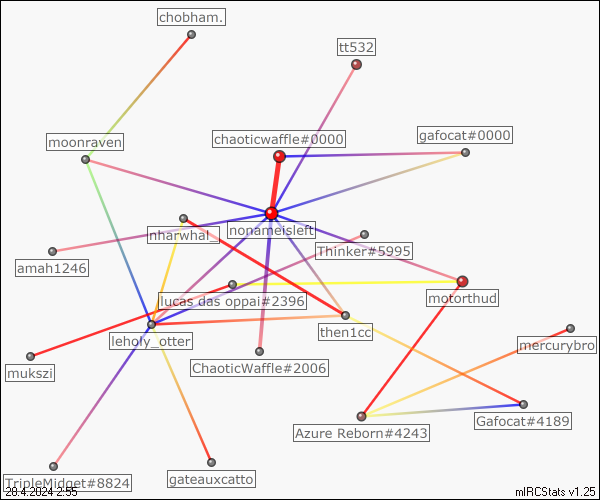 chobham.
tt532
moonraven
chaoticwaffle#0000
gafocat#0000
nharwhal_
nonameisleft
Thinker#5995
amah1246
lucas das oppai#2396
motorthud
leholy_otter
then1cc
mercurybro
mukszi
ChaoticWaffle#2006
Azure Reborn#4243
Gafocat#4189
TripleMidget#8824
gateauxcatto
28.4.2024 2:55
mIRCStats v1.25